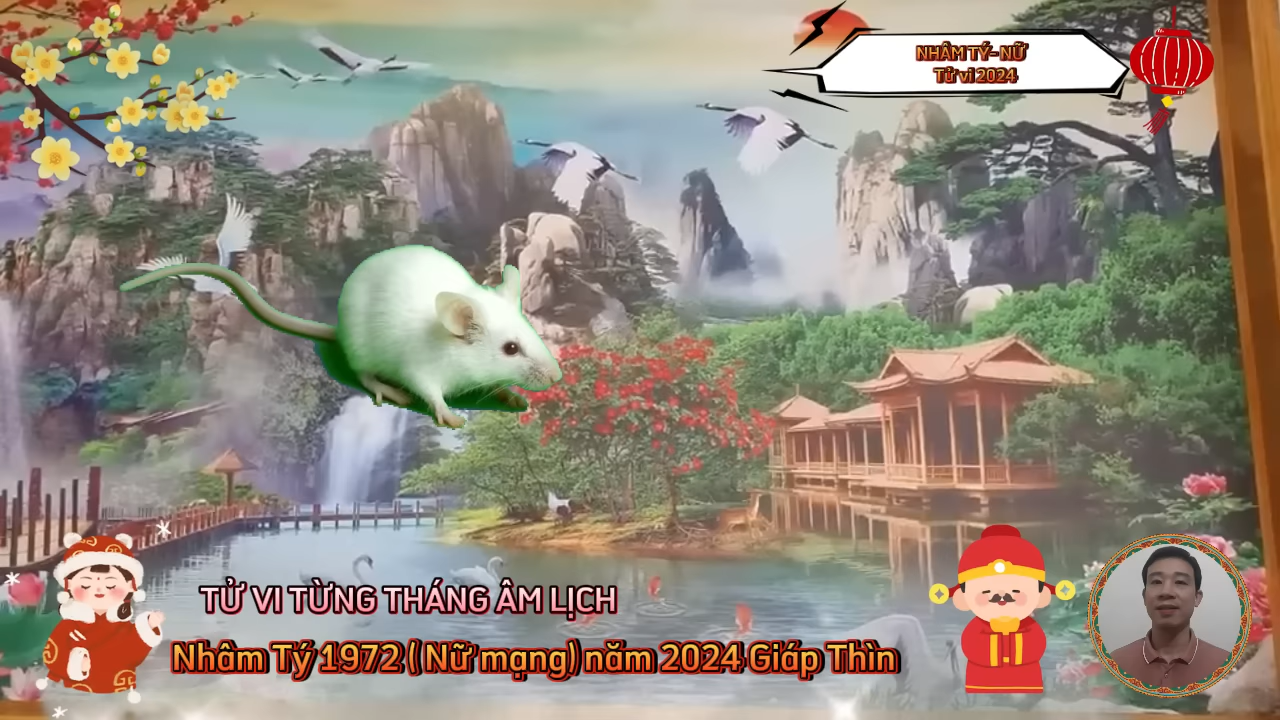 NHÂM TÝ- NỮ
Tử vi 2024
TỬ VI TỪNG THÁNG ÂM LỊCH
Nhâm Tý 1972 ( Nữ mạng) năm 2024 Giáp Thìn